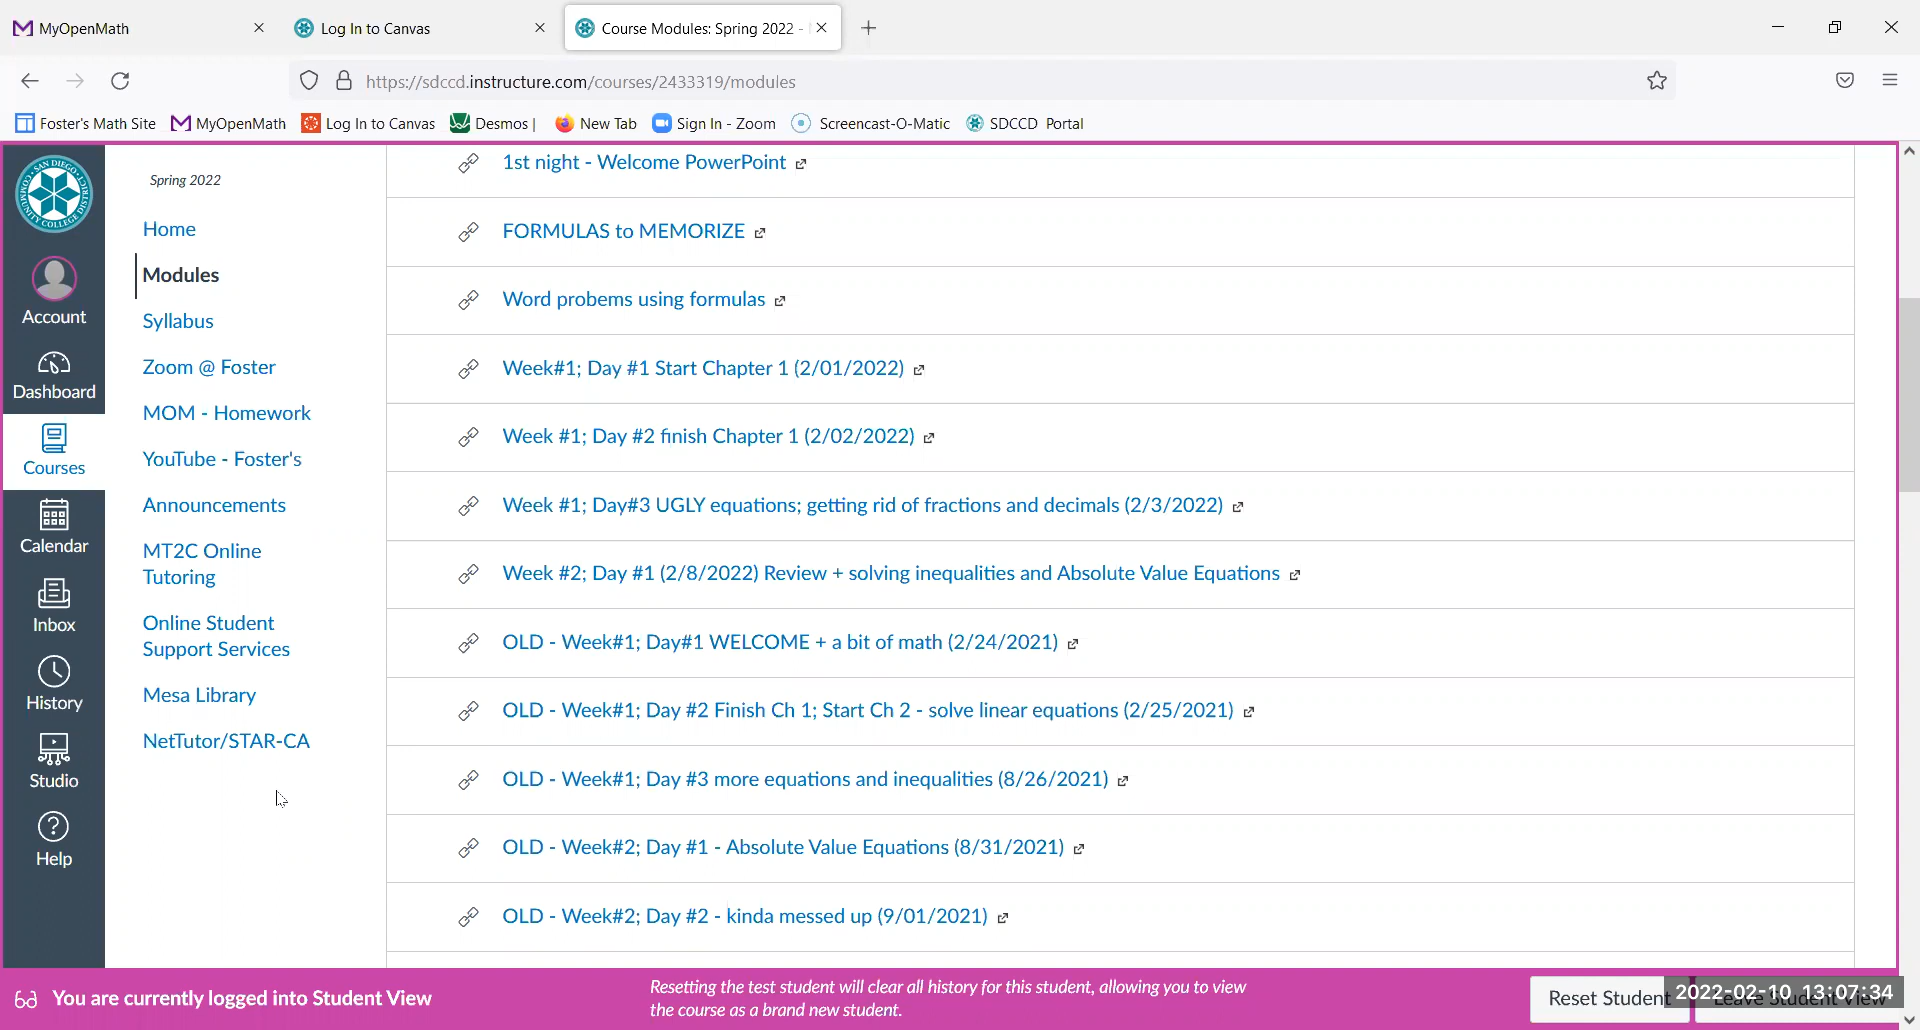 MyOpenMath
Log In to Canvas
Course Modules: Spring 2022 -
https://sdccd.instructure.com/courses/2433319/modules
Foster's Math Site MyOpenMath Log In to Canvas Desmos | New Tab Sign In - Zoom Screencast-O-Matic SDCCD Portal
SAN DIEGO
COMMUNITY COLLEGE DISTRICT
Account
Dashboard
Courses
Calendar
Inbox
History
Studio
Help
Spring 2022
Home
Modules
Syllabus
Zoom @ Foster
MOM - Homework
YouTube - Foster's
Announcements
MT2C Online
Tutoring
Online Student
Support Services
Mesa Library
NetTutor/STAR-CA
1st night - Welcome PowerPoint
FORMULAS to MEMORIZE
Word probems using formulas
Week#1; Day #1 Start Chapter 1 (2/01/2022)
Week #1; Day #2 finish Chapter 1 (2/02/2022)
Week #1; Day#3 UGLY equations; getting rid of fractions and decimals (2/3/2022)
Week #2; Day #1 (2/8/2022) Review + solving inequalities and Absolute Value Equations
OLD - Week#1; Day#1 WELCOME + a bit of math (2/24/2021)
OLD - Week#1; Day #2 Finish Ch 1; Start Ch 2 - solve linear equations (2/25/2021)
OLD - Week#1; Day #3 more equations and inequalities (8/26/2021)
OLD - Week#2; Day #1 - Absolute Value Equations (8/31/2021)
OLD - Week#2; Day #2 - kinda messed up (9/01/2021)
You are currently logged into Student View
Resetting the test student will clear all history for this student, allowing you to view
the course as a brand new student.
Reset Student
Leave Student View
2022-02-10 13:07:34